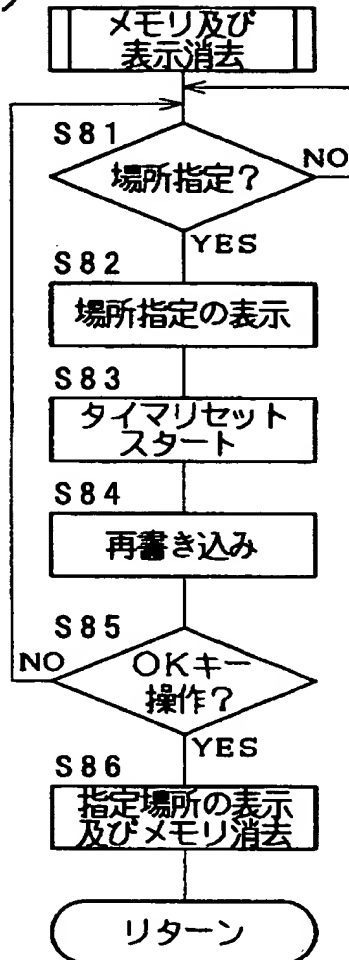 メモリ及び
表示消去
S81
場所指定?
NO
YES
S82
場所指定の表示
S83
タイマリセット
スタート
S84
再書き込み
S85
NO
OKキー
操作?
YES
S86
指定場所の表示
及びメモリ消去
リターン